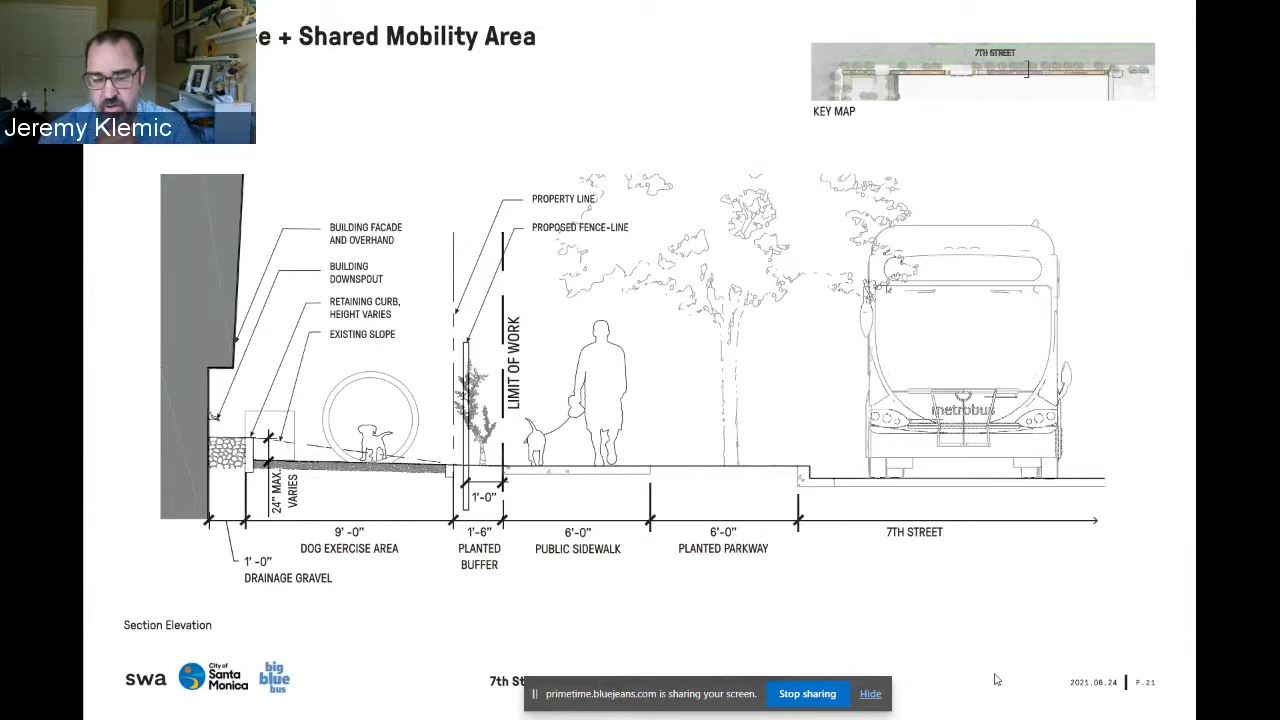 e + Shared Mobility Area
Jeremy Klemic
7TH STREET
KEY MAP
PROPERTY LINE
PROPOSED FENCE-LINE
BUILDING FACADE
AND OVERHAND
BUILDING
DOWNSPOUT
RETAINING CURB,
HEIGHT VARIES
EXISTING SLOPE
LIMIT OF WORK
metrobus
24" MAX.
VARIES
1'-0"
9' -0"
DOG EXERCISE AREA
1'-6"
PLANTED
BUFFER
6'-0"
PUBLIC SIDEWALK
6'-0"
PLANTED PARKWAY
7TH STREET
1' -0"
DRAINAGE GRAVEL
Section Elevation
swa
City of
Santa
Monica
big
blue
bus
7th St
primetime.bluejeans.com is sharing your screen.
Stop sharing
Hide
2021.06.24
P.21